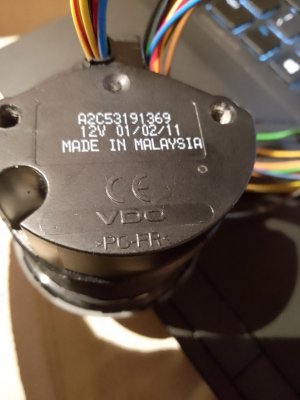 A2C53191369
12V 01/02/11
MADE IN MALAYSIA
CE
VDO
>PC-FR<